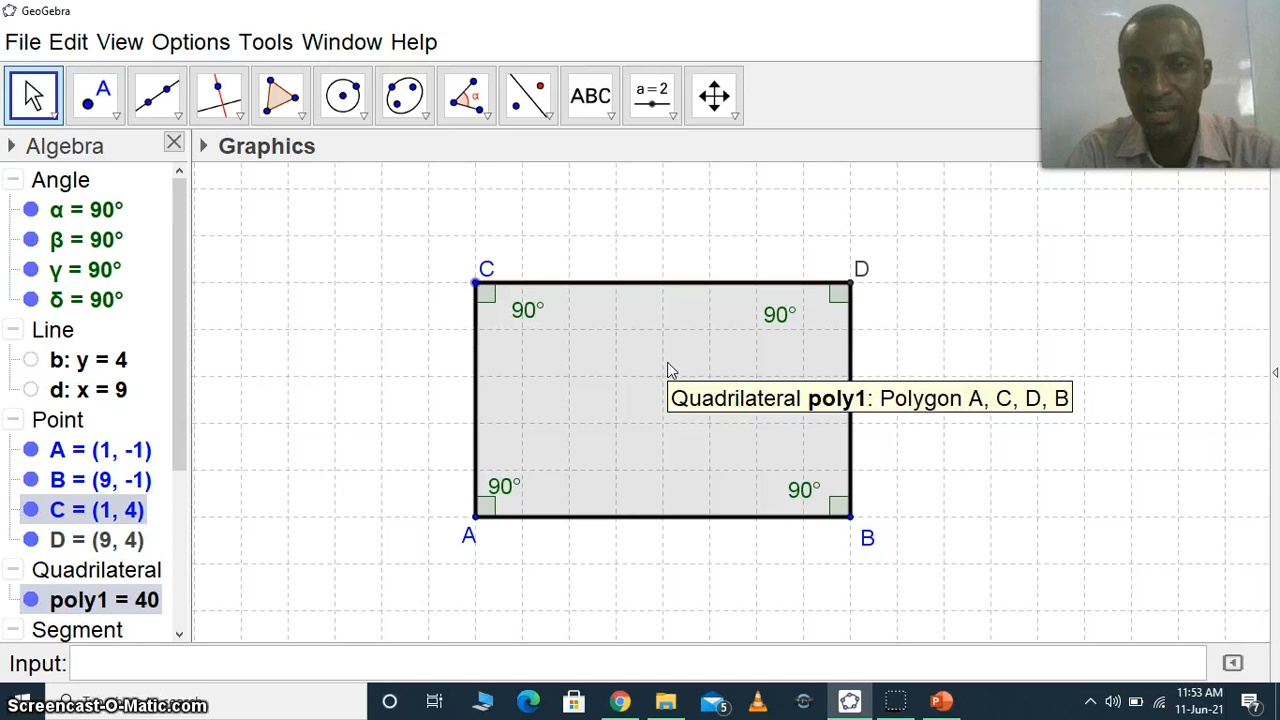 GeoGebra
File Edit View Options Tools Window Help
A
α
ABC
a=2
Algebra
Graphics
Angle
α = 90°
β = 90°
γ = 90°
δ = 90°
Line
b: y = 4
d: x = 9
Point
A = (1, -1)
B = (9, -1)
C = (1, 4)
D = (9, 4)
Quadrilateral
poly1 = 40
Segment
C
D
90°
90°
Quadrilateral poly1: Polygon A, C, D, B
90°
90°
A
B
Input:
Screencast-O-Matic.com
5
11:53 AM
11-Jun-21
7